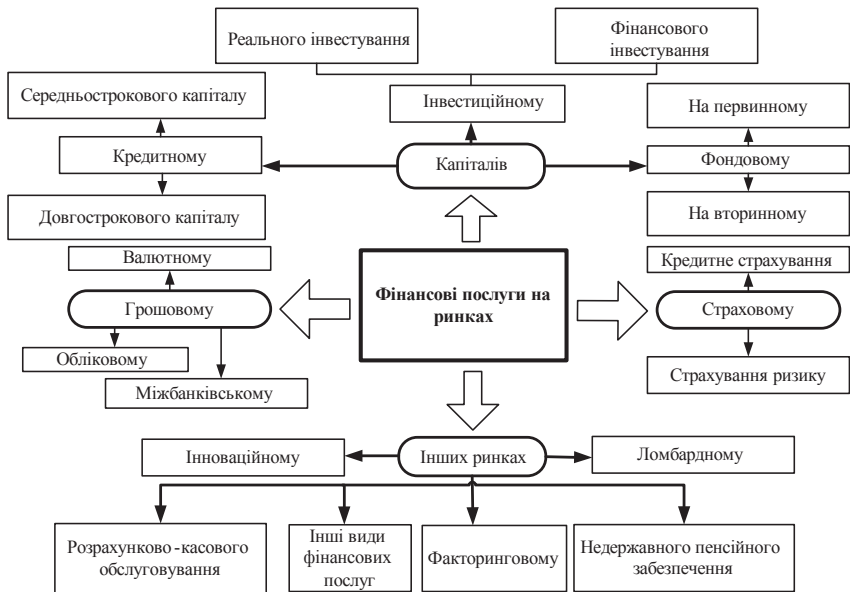 Реального інвестування
Фінансового
інвестування
Середньострокового капіталу
Інвестиційному
На первинному
Кредитному
Капіталів
Фондовому
Довгострокового капіталу
На вторинному
Валютному
Кредитне страхування
Грошовому
Фінансові послуги на
ринках
Страховому
Обліковому
Міжбанківському
Страхування ризику
Інноваційному
Інших ринках
Ломбардному
Розрахунково -касового
обслуговування
Інші види
фінансових
послуг
Факторинговому
Недержавного пенсійного
забезпечення